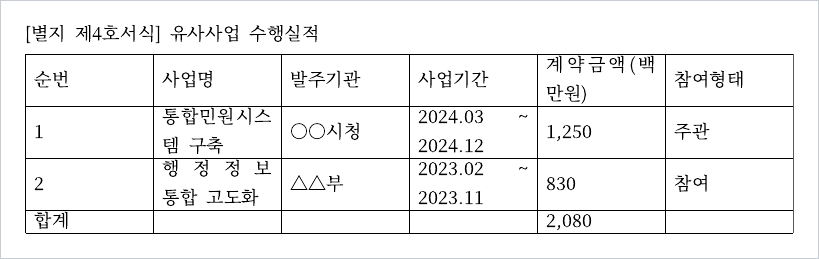 [별지 제4호서식] 유사사업 수행실적
순번 사업명 발주기관 사업기간 계약금액(백만원) 참여형태
1 통합민원시스템 구축 ○○시청 2024.03 ~ 2024.12 1,250 주관
2 행정정보 통합 고도화 △△부 2023.02 ~ 2023.11 830 참여
합계 2,080